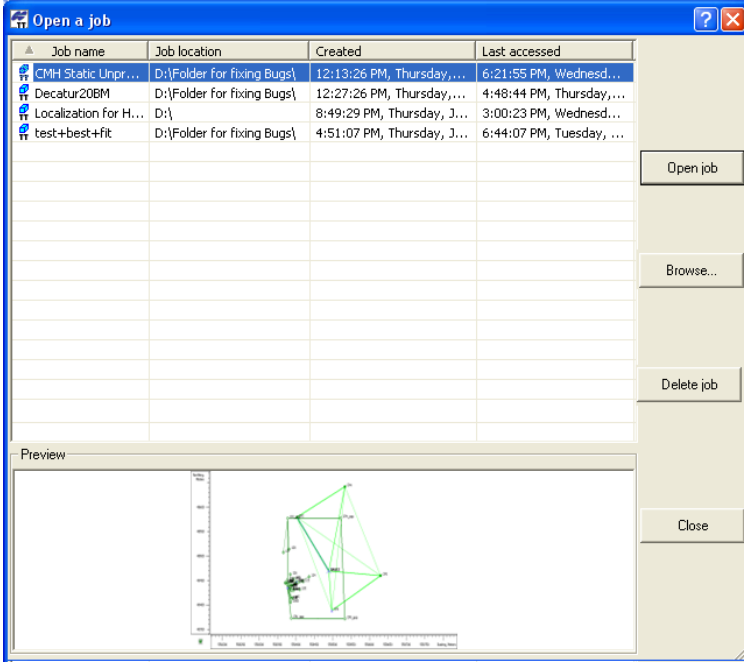 Open a job
Job name Job location Created Last accessed
CMH Static Unpr... D:\Folder for fixing Bugs\ 12:13:26 PM, Thursday,... 6:21:55 PM, Wednesd...
Decatur20BM D:\Folder for fixing Bugs\ 12:27:26 PM, Thursday,... 4:48:44 PM, Thursday,...
Localization for H... D:\ 8:49:29 PM, Thursday, J... 3:00:23 PM, Wednesd...
test+best+fit D:\Folder for fixing Bugs\ 4:51:07 PM, Thursday, J... 6:44:07 PM, Tuesday, ...
Open job
Browse...
Delete job
Preview
Close